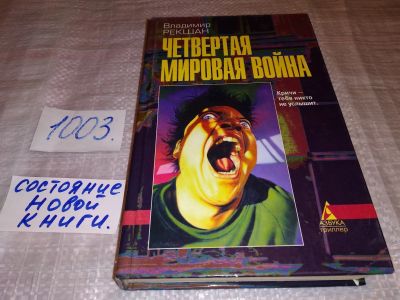 Владимир
РЕКШАН
ЧЕТВЕРТАЯ
МИРОВАЯ ВОЙНА
Кричи –
тебя никто
не услышит.
АЗБУКА
триллер
1003.
СОСТОЯНИЕ
НОВОЙ
КНИГИ.